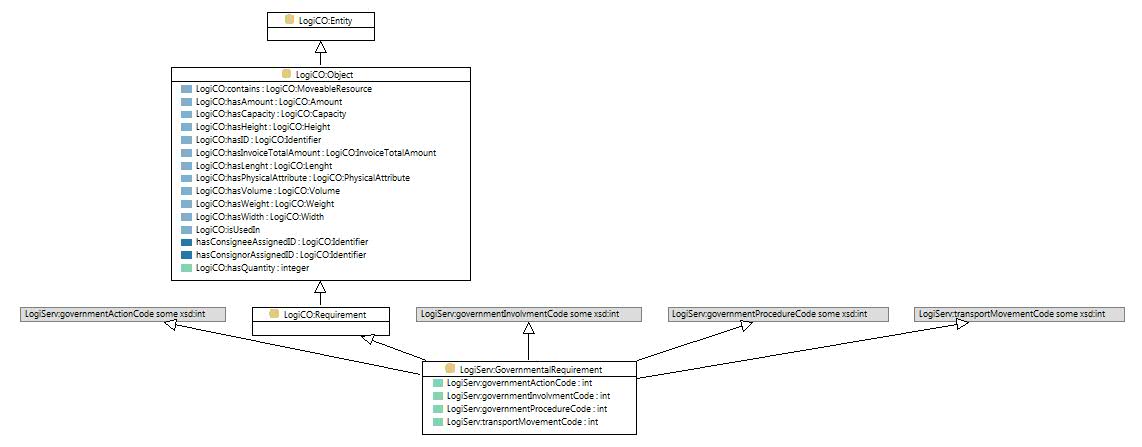 LogiCO:Entity
LogiCO:Object
LogiCO:contains : LogiCO:MoveableResource
LogiCO:hasAmount : LogiCO:Amount
LogiCO:hasCapacity : LogiCO:Capacity
LogiCO:hasHeight : LogiCO:Height
LogiCO:hasID : LogiCO:Identifier
LogiCO:hasInvoiceTotalAmount : LogiCO:InvoiceTotalAmount
LogiCO:hasLenght : LogiCO:Lenght
LogiCO:hasPhysicalAttribute : LogiCO:PhysicalAttribute
LogiCO:hasVolume : LogiCO:Volume
LogiCO:hasWeight : LogiCO:Weight
LogiCO:hasWidth : LogiCO:Width
LogiCO:isUsedIn
hasConsigneeAssignedID : LogiCO:Identifier
hasConsignorAssignedID : LogiCO:Identifier
LogiCO:hasQuantity : integer
LogiServ:governmentActionCode some xsd:int
LogiCO:Requirement
LogiServ:governmentInvolvmentCode some xsd:int
LogiServ:governmentProcedureCode some xsd:int
LogiServ:transportMovementCode some xsd:int
LogiServ:GovernmentalRequirement
LogiServ:governmentActionCode : int
LogiServ:governmentInvolvmentCode : int
LogiServ:governmentProcedureCode : int
LogiServ:transportMovementCode : int